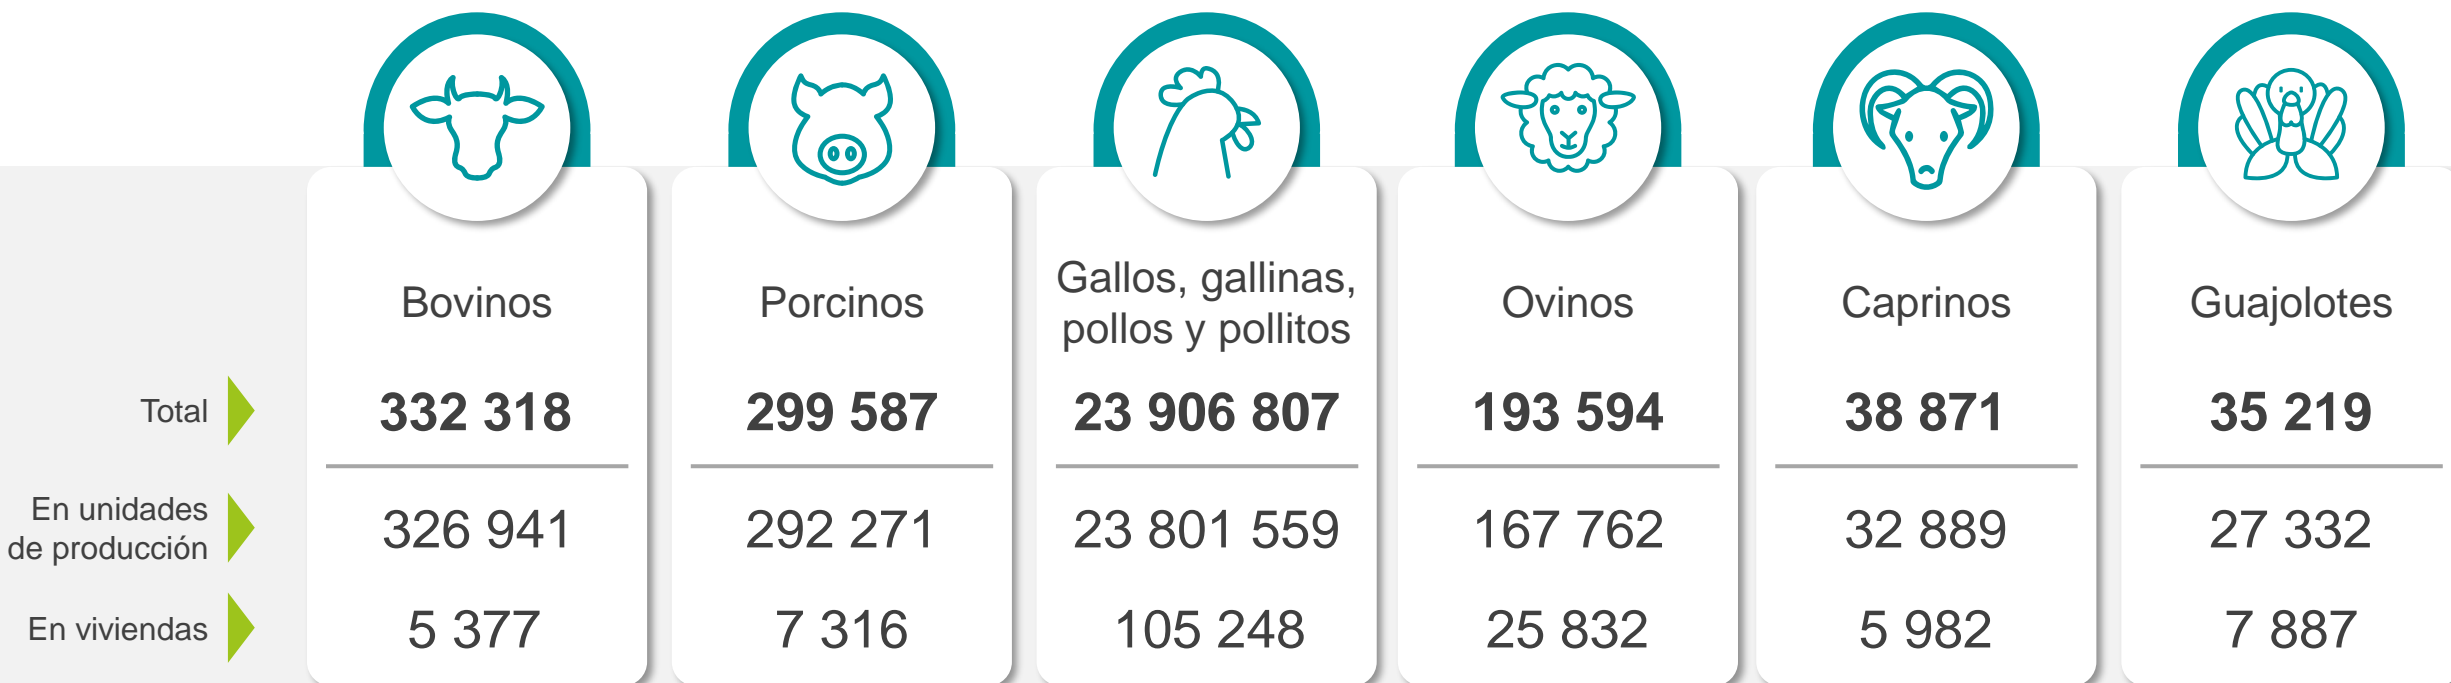 Bovinos
Porcinos
Gallos, gallinas,
pollos y pollitos
Ovinos
Caprinos
Guajolotes
Total
332 318
299 587
23 906 807
193 594
38 871
35 219
En unidades
de producción
326 941
292 271
23 801 559
167 762
32 889
27 332
En viviendas
5 377
7 316
105 248
25 832
5 982
7 887